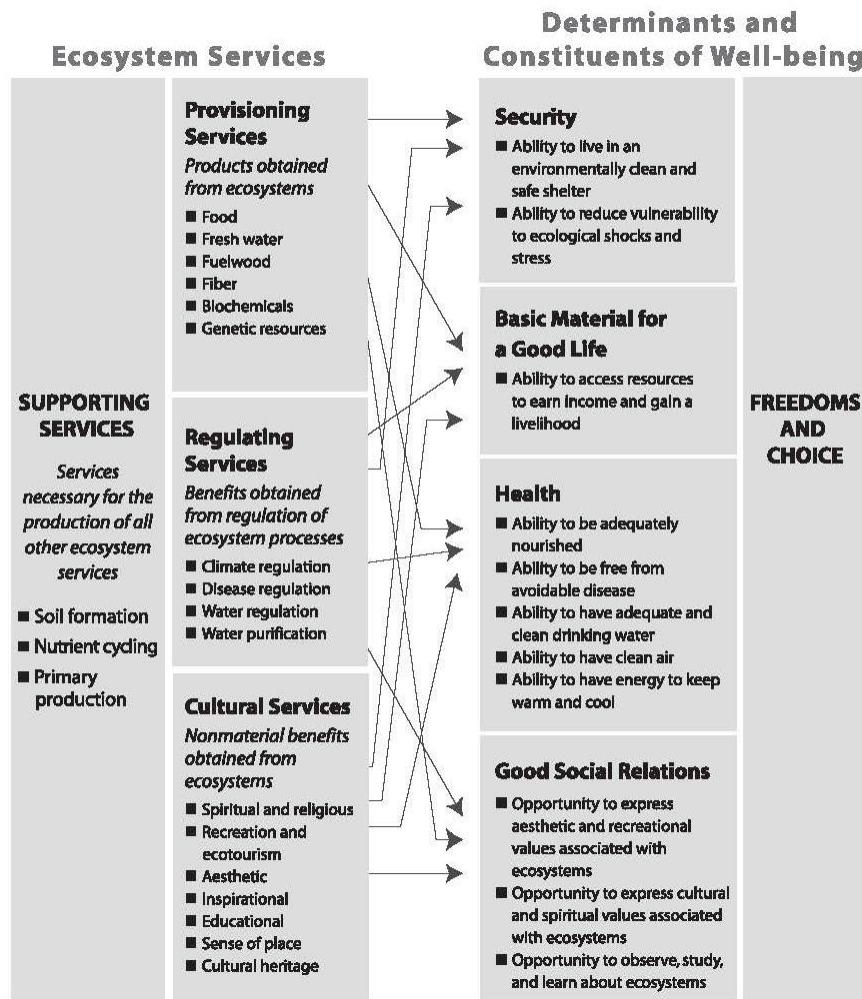 Ecosystem Services
Determinants and
Constituents of Well-being
SUPPORTING
SERVICES
Services
necessary for the
production of all
other ecosystem
services
■ Soil formation
■ Nutrient cycling
■ Primary
production
Provisioning
Services
Products obtained
from ecosystems
■ Food
■ Fresh water
■ Fuelwood
■ Fiber
■ Biochemicals
■ Genetic resources
Regulating
Services
Benefits obtained
from regulation of
ecosystem processes
■ Climate regulation
■ Disease regulation
■ Water regulation
■ Water purification
Cultural Services
Nonmaterial benefits
obtained from
ecosystems
■ Spiritual and religious
■ Recreation and
ecotourism
■ Aesthetic
■ Inspirational
■ Educational
■ Sense of place
■ Cultural heritage
Security
■ Ability to live in an
environmentally clean and
safe shelter
■ Ability to reduce vulnerability
to ecological shocks and
stress
Basic Material for
a Good Life
■ Ability to access resources
to earn income and gain a
livelihood
Health
■ Ability to be adequately
nourished
■ Ability to be free from
avoidable disease
■ Ability to have adequate and
clean drinking water
■ Ability to have clean air
■ Ability to have energy to keep
warm and cool
Good Social Relations
■ Opportunity to express
aesthetic and recreational
values associated with
ecosystems
■ Opportunity to express cultural
and spiritual values associated
with ecosystems
■ Opportunity to observe, study,
and learn about ecosystems
FREEDOMS
AND
CHOICE